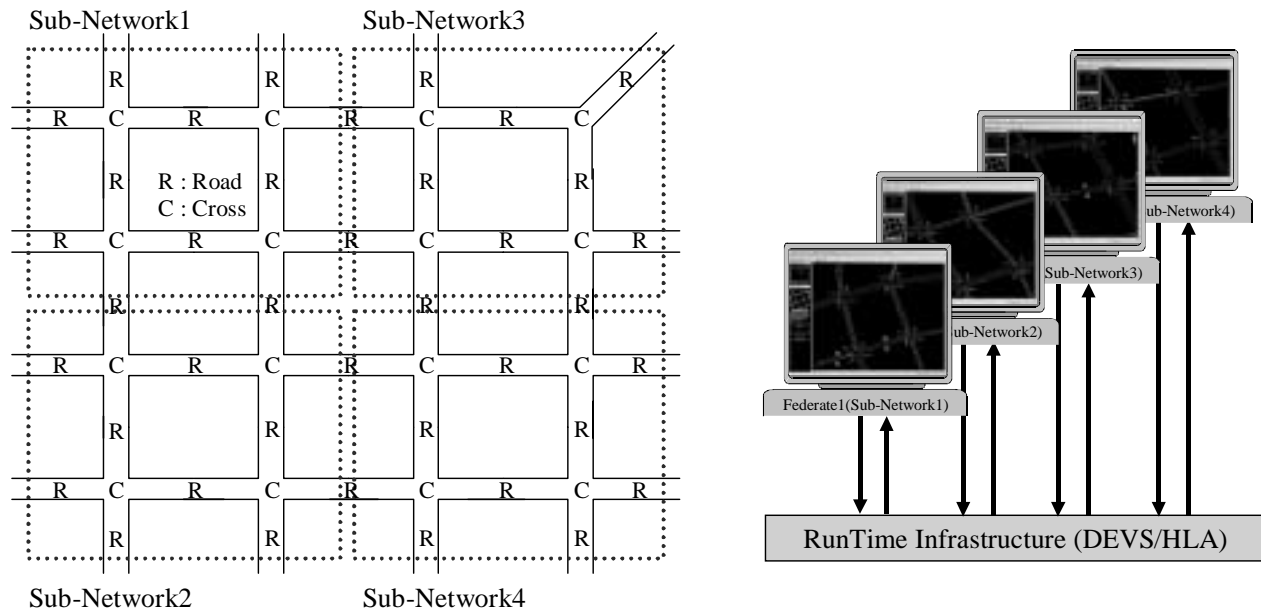 Sub-Network1 Sub-Network3
R R R R
R C R C R C R C
R R R R
R : Road
C : Cross
R C R C R C R C R
R R R R
R C R C R C R C R
R R R R
R C R C R C R C R
R R R R
Sub-Network2 Sub-Network4
ub-Network4)
(Sub-Network3)
ub-Network2)
Federate1(Sub-Network1)
RunTime Infrastructure (DEVS/HLA)